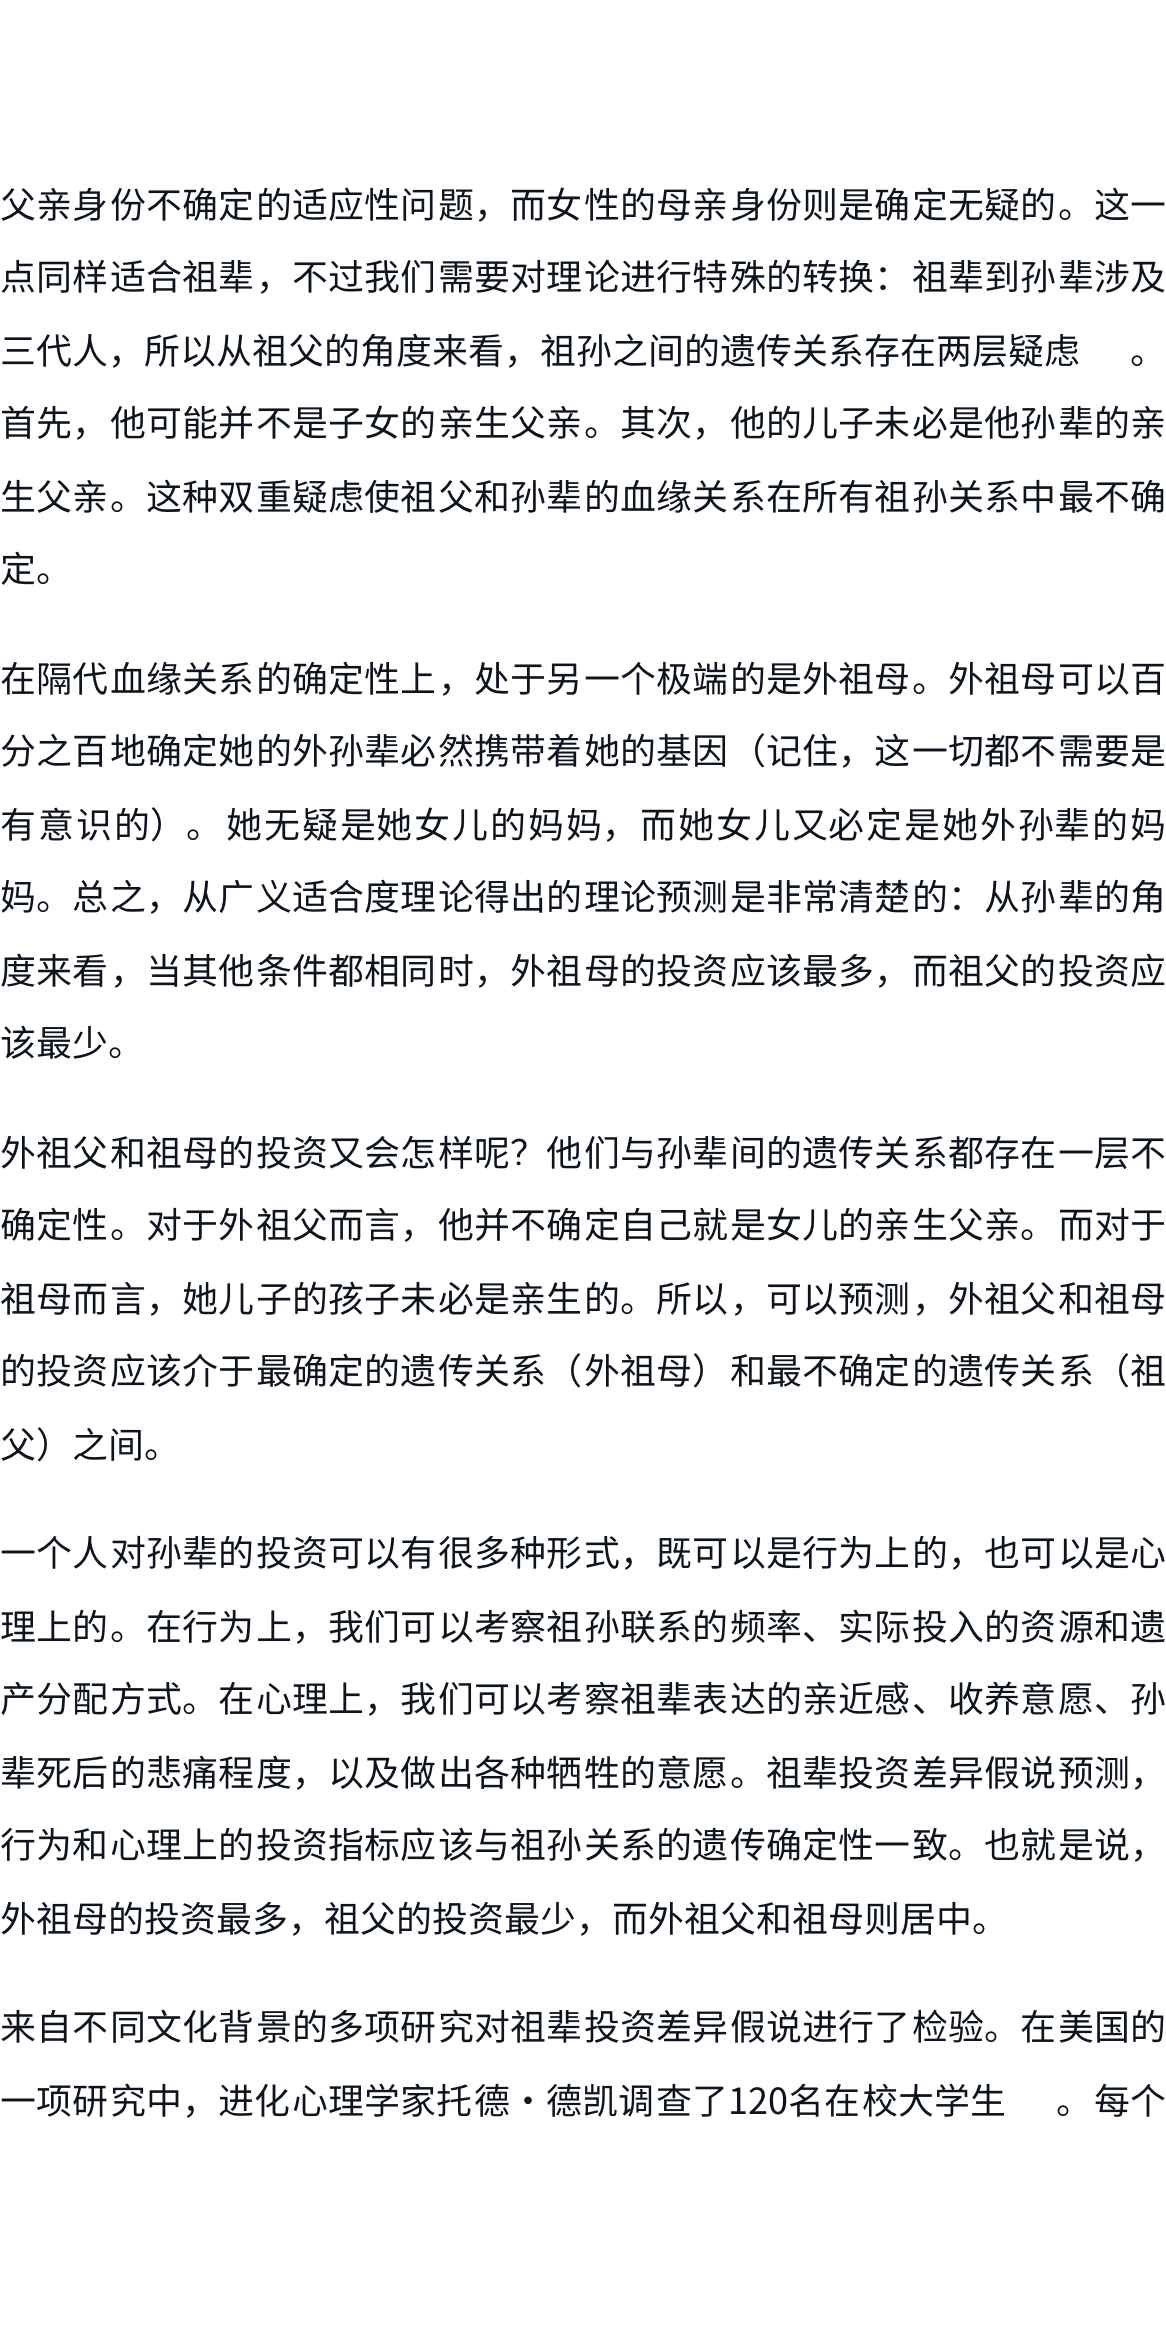 父亲身份不确定的适应性问题，而女性的母亲身份则是确定无疑的。这一
点同样适合祖辈，不过我们需要对理论进行特殊的转换：祖辈到孙辈涉及
三代人，所以从祖父的角度来看，祖孙之间的遗传关系存在两层疑虑　。
首先，他可能并不是子女的亲生父亲。其次，他的儿子未必是他孙辈的亲
生父亲。这种双重疑虑使祖父和孙辈的血缘关系在所有祖孙关系中最不确
定。
在隔代血缘关系的确定性上，处于另一个极端的是外祖母。外祖母可以百
分之百地确定她的外孙辈必然携带着她的基因（记住，这一切都不需要是
有意识的）。她无疑是她女儿的妈妈，而她女儿又必定是她外孙辈的妈
妈。总之，从广义适合度理论得出的理论预测是非常清楚的：从孙辈的角
度来看，当其他条件都相同时，外祖母的投资应该最多，而祖父的投资应
该最少。
外祖父和祖母的投资又会怎样呢？他们与孙辈间的遗传关系都存在一层不
确定性。对于外祖父而言，他并不确定自己就是女儿的亲生父亲。而对于
祖母而言，她儿子的孩子未必是亲生的。所以，可以预测，外祖父和祖母
的投资应该介于最确定的遗传关系（外祖母）和最不确定的遗传关系（祖
父）之间。
一个人对孙辈的投资可以有很多种形式，既可以是行为上的，也可以是心
理上的。在行为上，我们可以考察祖孙联系的频率、实际投入的资源和遗
产分配方式。在心理上，我们可以考察祖辈表达的亲近感、收养意愿、孙
辈死后的悲痛程度，以及做出各种牺牲的意愿。祖辈投资差异假说预测，
行为和心理上的投资指标应该与祖孙关系的遗传确定性一致。也就是说，
外祖母的投资最多，祖父的投资最少，而外祖父和祖母则居中。
来自不同文化背景的多项研究对祖辈投资差异假说进行了检验。在美国的
一项研究中，进化心理学家托德·德凯调查了120名在校大学生　。每个